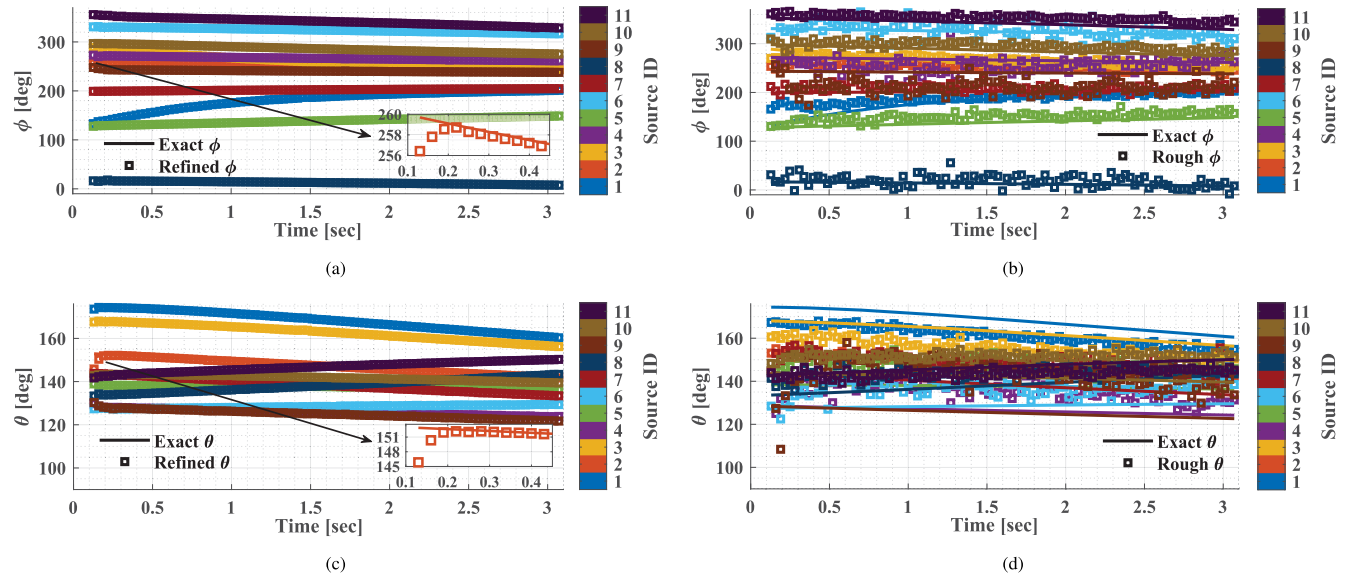 300
200
100
0
ϕ [deg]
260
258
256
0.1 0.2 0.3 0.4
Exact ϕ
Refined ϕ
0 0.5 1 1.5 2 2.5 3
Time [sec]
11
10
9
8
7
6
5
4
3
2
1
Source ID
(a)
300
200
100
0
ϕ [deg]
Exact ϕ
Rough ϕ
0 0.5 1 1.5 2 2.5 3
Time [sec]
11
10
9
8
7
6
5
4
3
2
1
Source ID
(b)
160
140
120
100
θ [deg]
151
148
145
0.1 0.2 0.3 0.4
Exact θ
Refined θ
0 0.5 1 1.5 2 2.5 3
Time [sec]
11
10
9
8
7
6
5
4
3
2
1
Source ID
(c)
160
140
120
100
θ [deg]
Exact θ
Rough θ
0 0.5 1 1.5 2 2.5 3
Time [sec]
11
10
9
8
7
6
5
4
3
2
1
Source ID
(d)